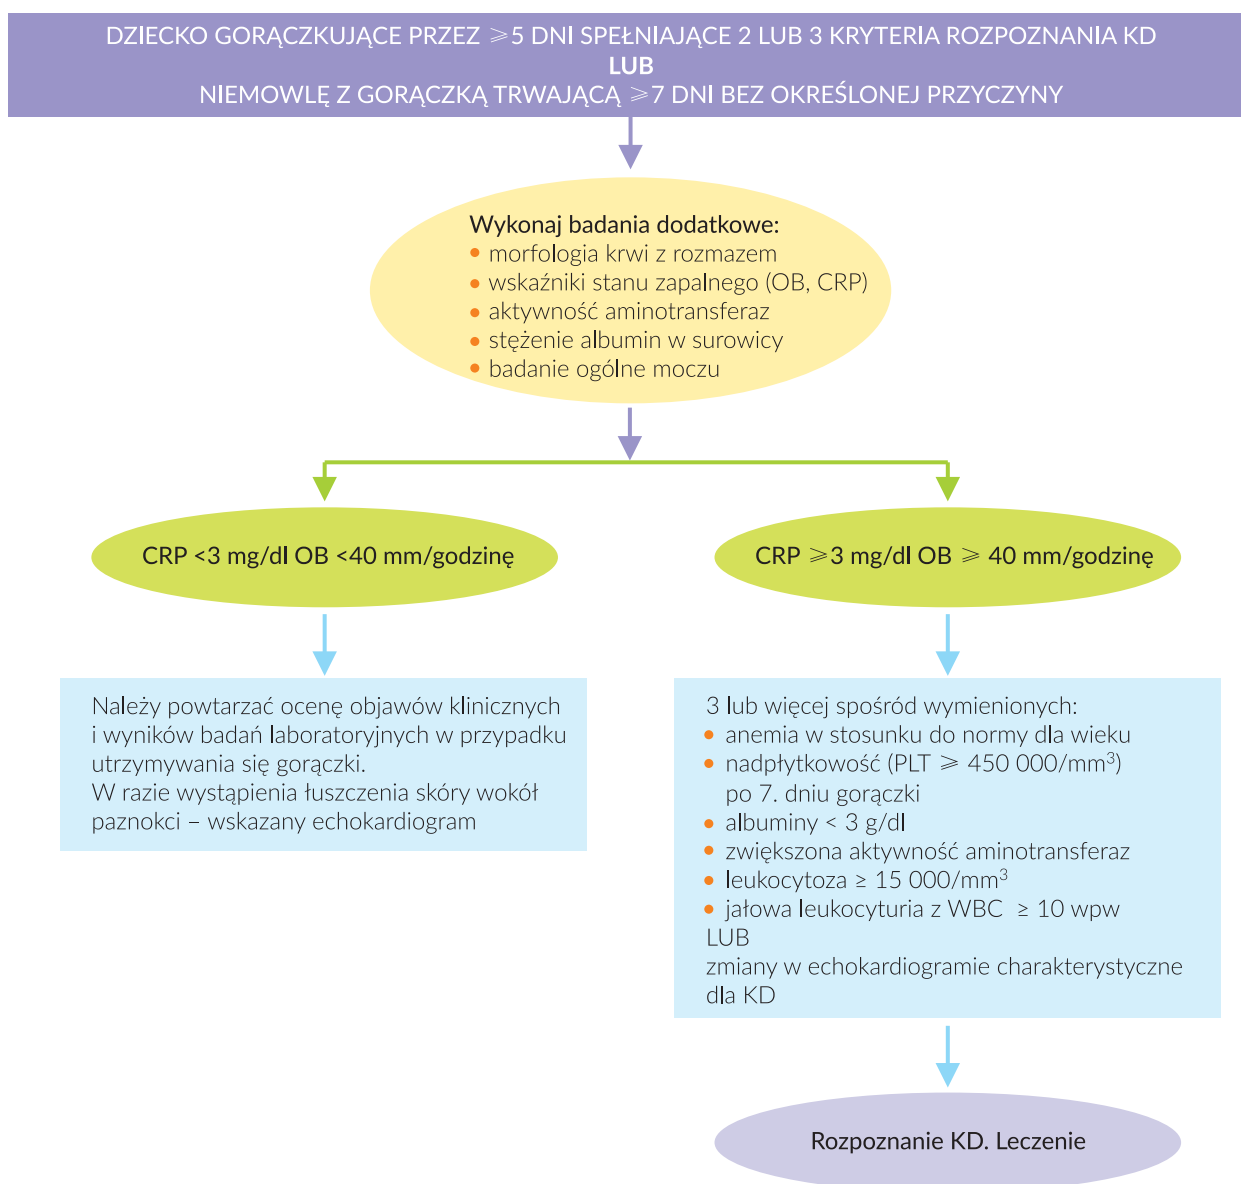 DZIECKO GORĄCZKUJĄCE PRZEZ ⩾5 DNI SPEŁNIAJĄCE 2 LUB 3 KRYTERIA ROZPOZNANIA KD
LUB
NIEMOWLĘ Z GORĄCZKĄ TRWAJĄCĄ ⩾7 DNI BEZ OKREŚLONEJ PRZYCZYNY
Wykonaj badania dodatkowe:
• morfologia krwi z rozmazem
• wskaźniki stanu zapalnego (OB, CRP)
• aktywność aminotransferaz
• stężenie albumin w surowicy
• badanie ogólne moczu
CRP <3 mg/dl OB <40 mm/godzinę
CRP ⩾3 mg/dl OB ⩾ 40 mm/godzinę
Należy powtarzać ocenę objawów klinicznych
i wyników badań laboratoryjnych w przypadku
utrzymywania się gorączki.
W razie wystąpienia łuszczenia skóry wokół
paznokci – wskazany echokardiogram
3 lub więcej spośród wymienionych:
• anemia w stosunku do normy dla wieku
• nadpłytkowość (PLT ⩾ 450 000/mm³)
po 7. dniu gorączki
• albuminy < 3 g/dl
• zwiększona aktywność aminotransferaz
• leukocytoza ≥ 15 000/mm³
• jałowa leukocyturia z WBC ≥ 10 wpw
LUB
zmiany w echokardiogramie charakterystyczne
dla KD
Rozpoznanie KD. Leczenie